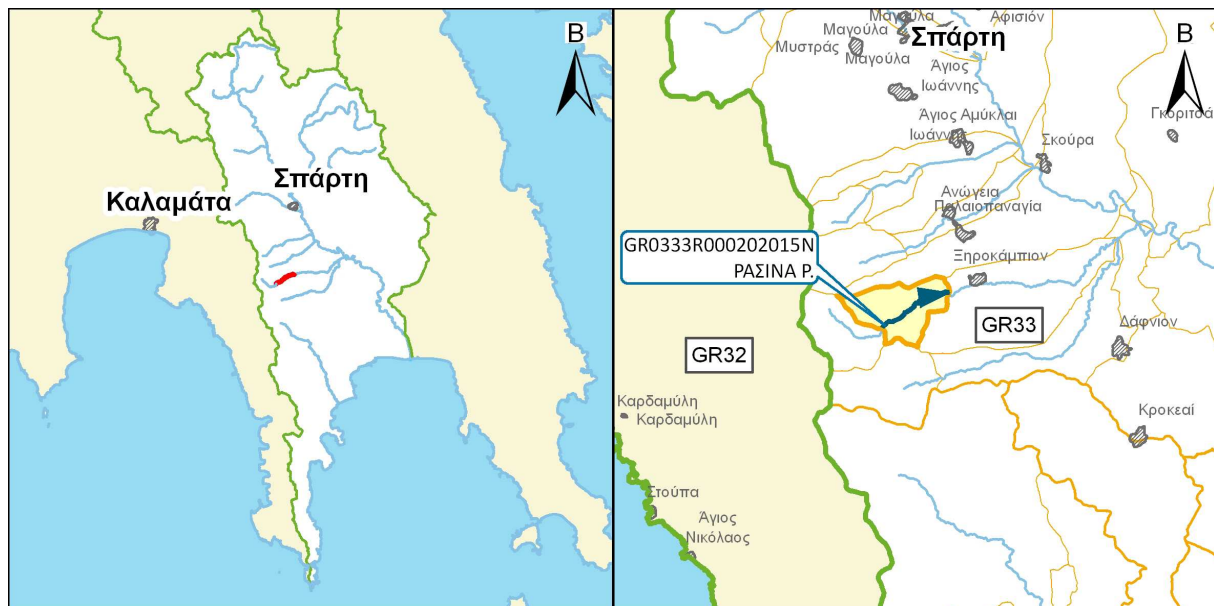 Β
Σπάρτη
Καλαμάτα
Μαγούλα
Αφισιόν
Μαγούλα
Σπάρτη
Μυστράς
Μαγούλα
Β
Άγιος
Ιωάννης
Γκοριτσά
Άγιος Αμύκλαι
Ιωάννης
Σκούρα
Ανώγεια
Παλαιοπαναγία
GR0333R000202015N
ΡΑΣΙΝΑ Ρ.
Ξηροκάμπιον
GR33
Δάφνιον
GR32
Καρδαμύλη
Καρδαμύλη
Κροκεαί
Στούπα
Άγιος
Νικόλαος